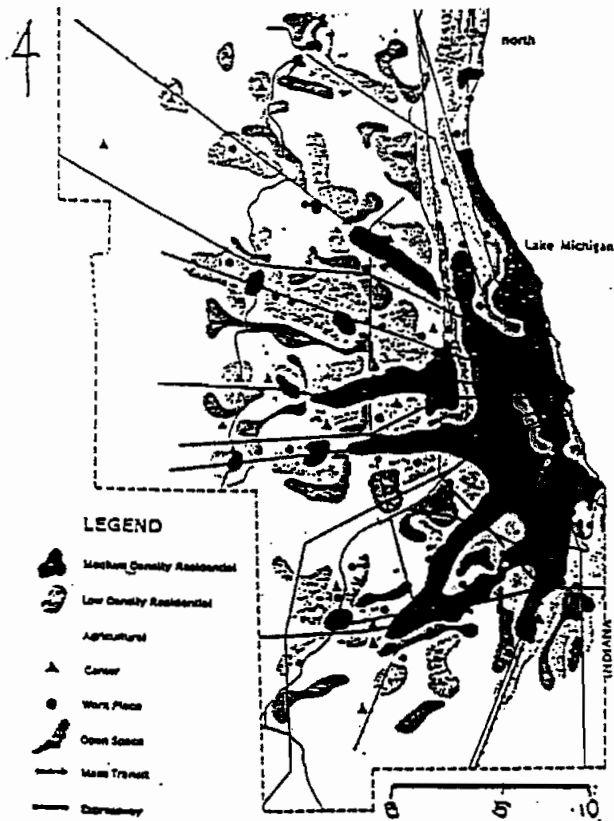 4
north
Lake Michigan
INDIANA
LEGEND
Medium Density Residential
Low Density Residential
Agricultural
Center
Work Place
Open Space
Mass Transit
Expressway
0 5 10